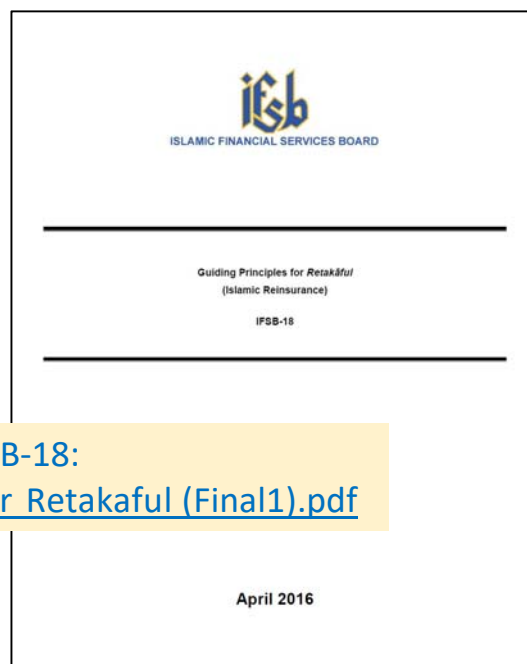 ifsb
ISLAMIC FINANCIAL SERVICES BOARD
Guiding Principles for Retakāful
(Islamic Reinsurance)
IFSB-18
B-18:
r Retakaful (Final1).pdf
April 2016